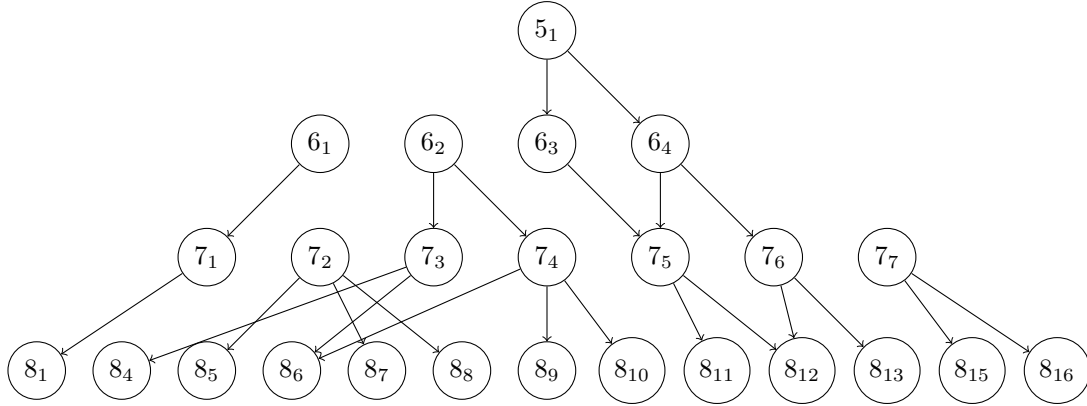 5₁
6₁ 6₂ 6₃ 6₄
7₁ 7₂ 7₃ 7₄ 7₅ 7₆ 7₇
8₁ 8₄ 8₅ 8₆ 8₇ 8₈ 8₉ 8₁₀ 8₁₁ 8₁₂ 8₁₃ 8₁₅ 8₁₆